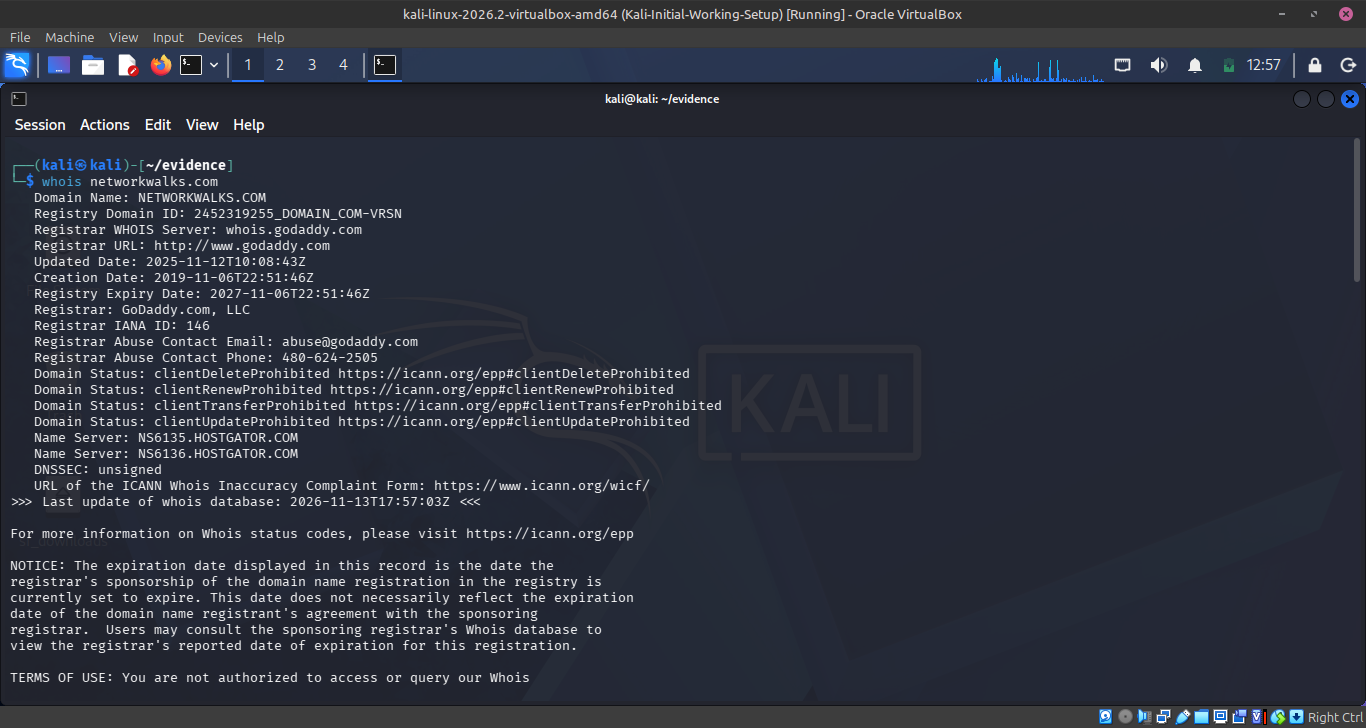 kali-linux-2026.2-virtualbox-amd64 (Kali-Initial-Working-Setup) [Running] - Oracle VirtualBox
File Machine View Input Devices Help
1 2 3 4 12:57
kali@kali: ~/evidence
Session Actions Edit View Help
┌──(kali㉿kali)-[~/evidence]
└─$ whois networkwalks.com
Domain Name: NETWORKWALKS.COM
Registry Domain ID: 2452319255_DOMAIN_COM-VRSN
Registrar WHOIS Server: whois.godaddy.com
Registrar URL: http://www.godaddy.com
Updated Date: 2025-11-12T10:08:43Z
Creation Date: 2019-11-06T22:51:46Z
Registry Expiry Date: 2027-11-06T22:51:46Z
Registrar: GoDaddy.com, LLC
Registrar IANA ID: 146
Registrar Abuse Contact Email: abuse@godaddy.com
Registrar Abuse Contact Phone: 480-624-2505
Domain Status: clientDeleteProhibited https://icann.org/epp#clientDeleteProhibited
Domain Status: clientRenewProhibited https://icann.org/epp#clientRenewProhibited
Domain Status: clientTransferProhibited https://icann.org/epp#clientTransferProhibited
Domain Status: clientUpdateProhibited https://icann.org/epp#clientUpdateProhibited
Name Server: NS6135.HOSTGATOR.COM
Name Server: NS6136.HOSTGATOR.COM
DNSSEC: unsigned
URL of the ICANN Whois Inaccuracy Complaint Form: https://www.icann.org/wicf/
>>> Last update of whois database: 2026-11-13T17:57:03Z <<<
For more information on Whois status codes, please visit https://icann.org/epp
NOTICE: The expiration date displayed in this record is the date the
registrar's sponsorship of the domain name registration in the registry is
currently set to expire. This date does not necessarily reflect the expiration
date of the domain name registrant's agreement with the sponsoring
registrar.  Users may consult the sponsoring registrar's Whois database to
view the registrar's reported date of expiration for this registration.
TERMS OF USE: You are not authorized to access or query our Whois
KALI
Right Ctrl